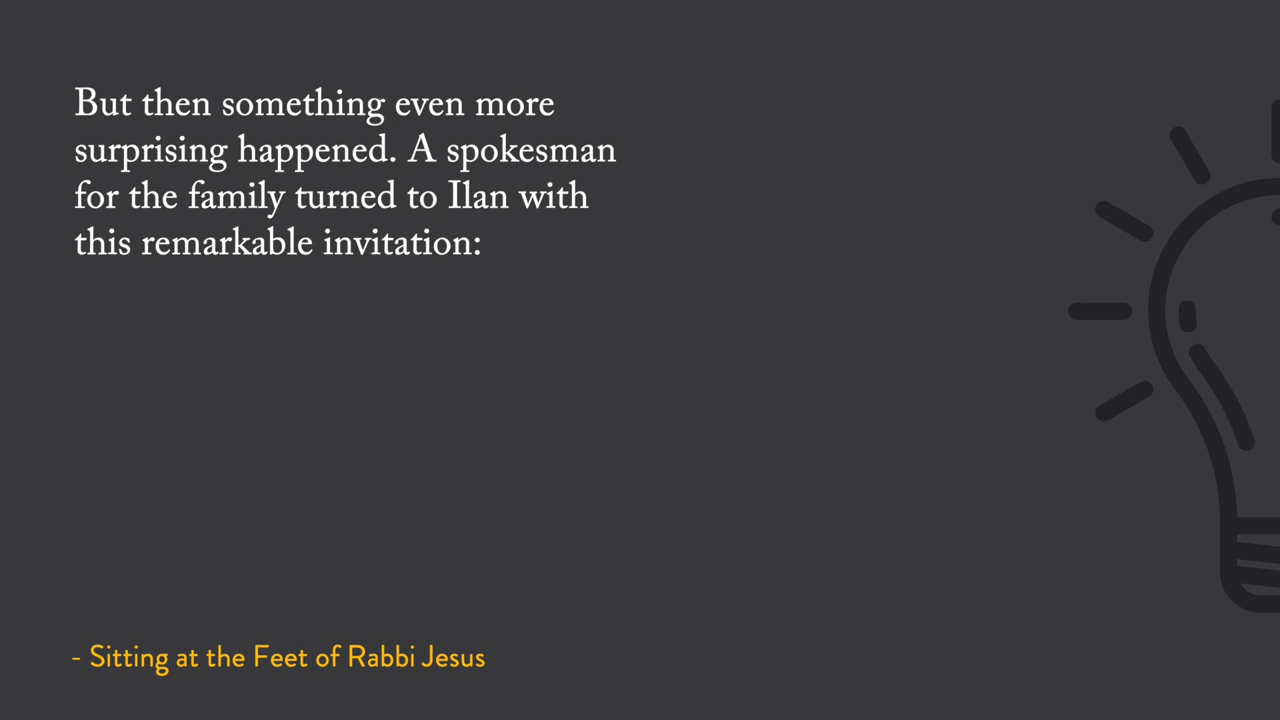 But then something even more
surprising happened. A spokesman
for the family turned to Ilan with
this remarkable invitation:
- Sitting at the Feet of Rabbi Jesus